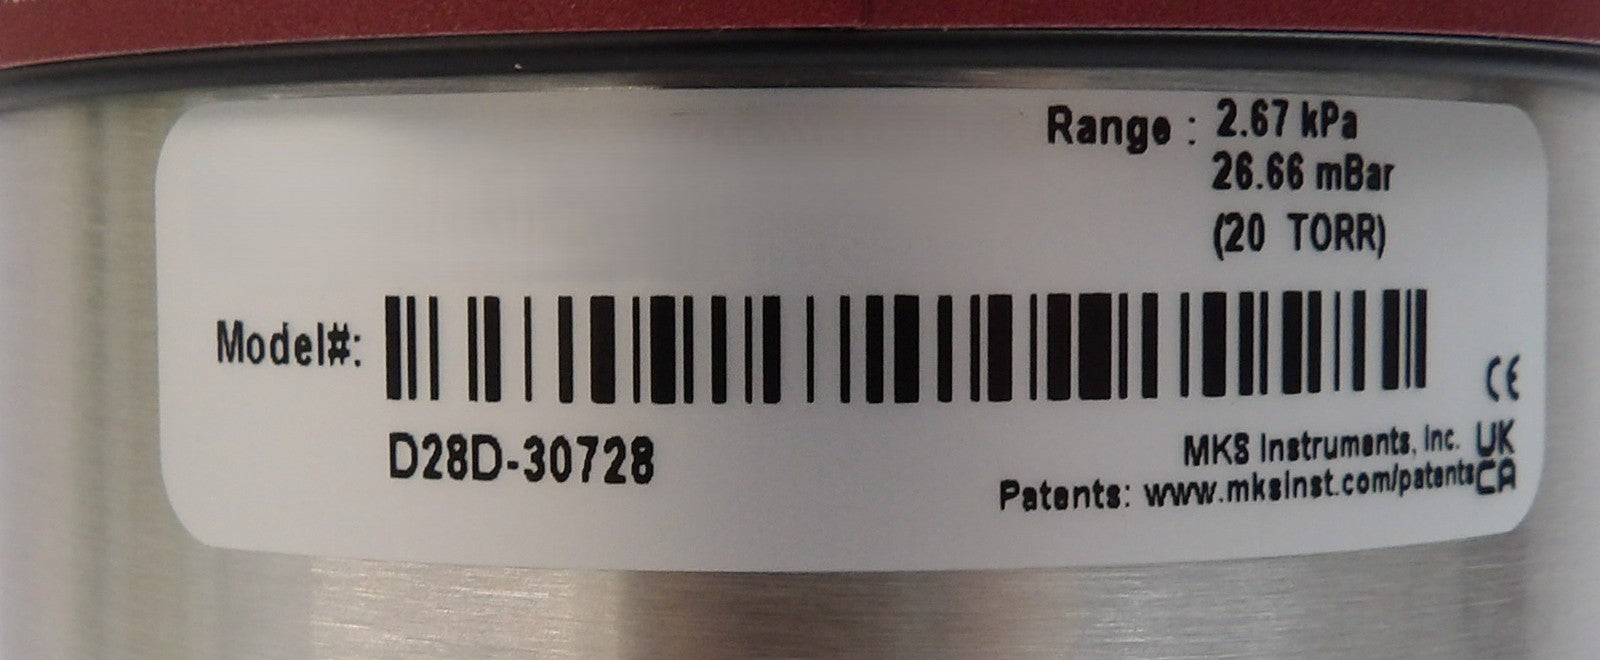 Range : 2.67 kPa
26.66 mBar
(20 TORR)
Model#:
D28D-30728
CE
MKS Instruments, Inc.
Patents: www.mksinst.com/patents
UK
CA